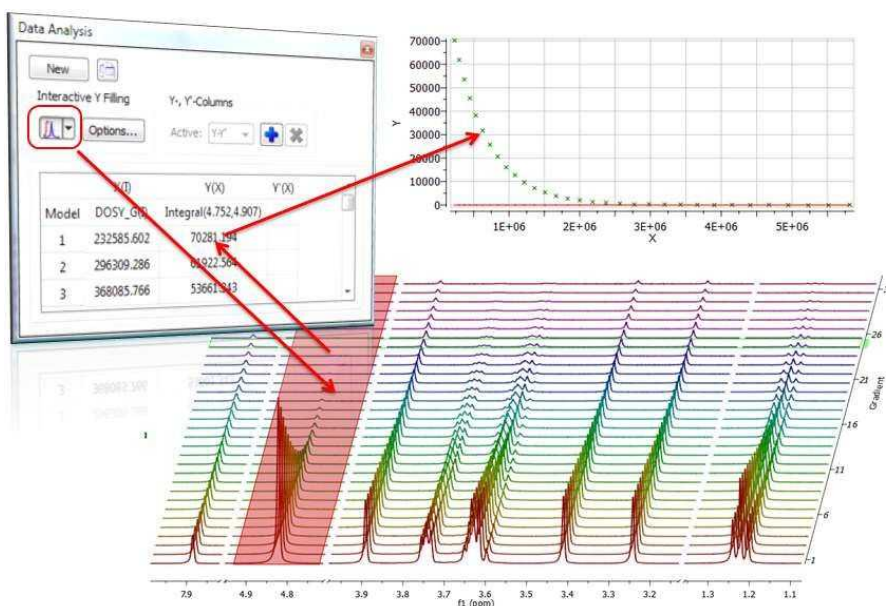 Data Analysis
New
Interactive Y Filling
Y-, Y'-Columns
Options...
Active: Y-Y'
X(I) Y(X) Y'(X)
Model DOSY_G(I) Integral(4.752,4.907)
1 232585.602 70281.194
2 296309.286 61922.564
3 368085.766 53661.343
70000
60000
50000
40000
30000
20000
10000
0
Y
1E+06 2E+06 3E+06 4E+06 5E+06
X
26
21
16
11
6
1
Gradient
7.9 4.9 4.8 3.9 3.8 3.7 3.6 3.5 3.4 3.3 3.2 1.3 1.2 1.1
f1 (ppm)